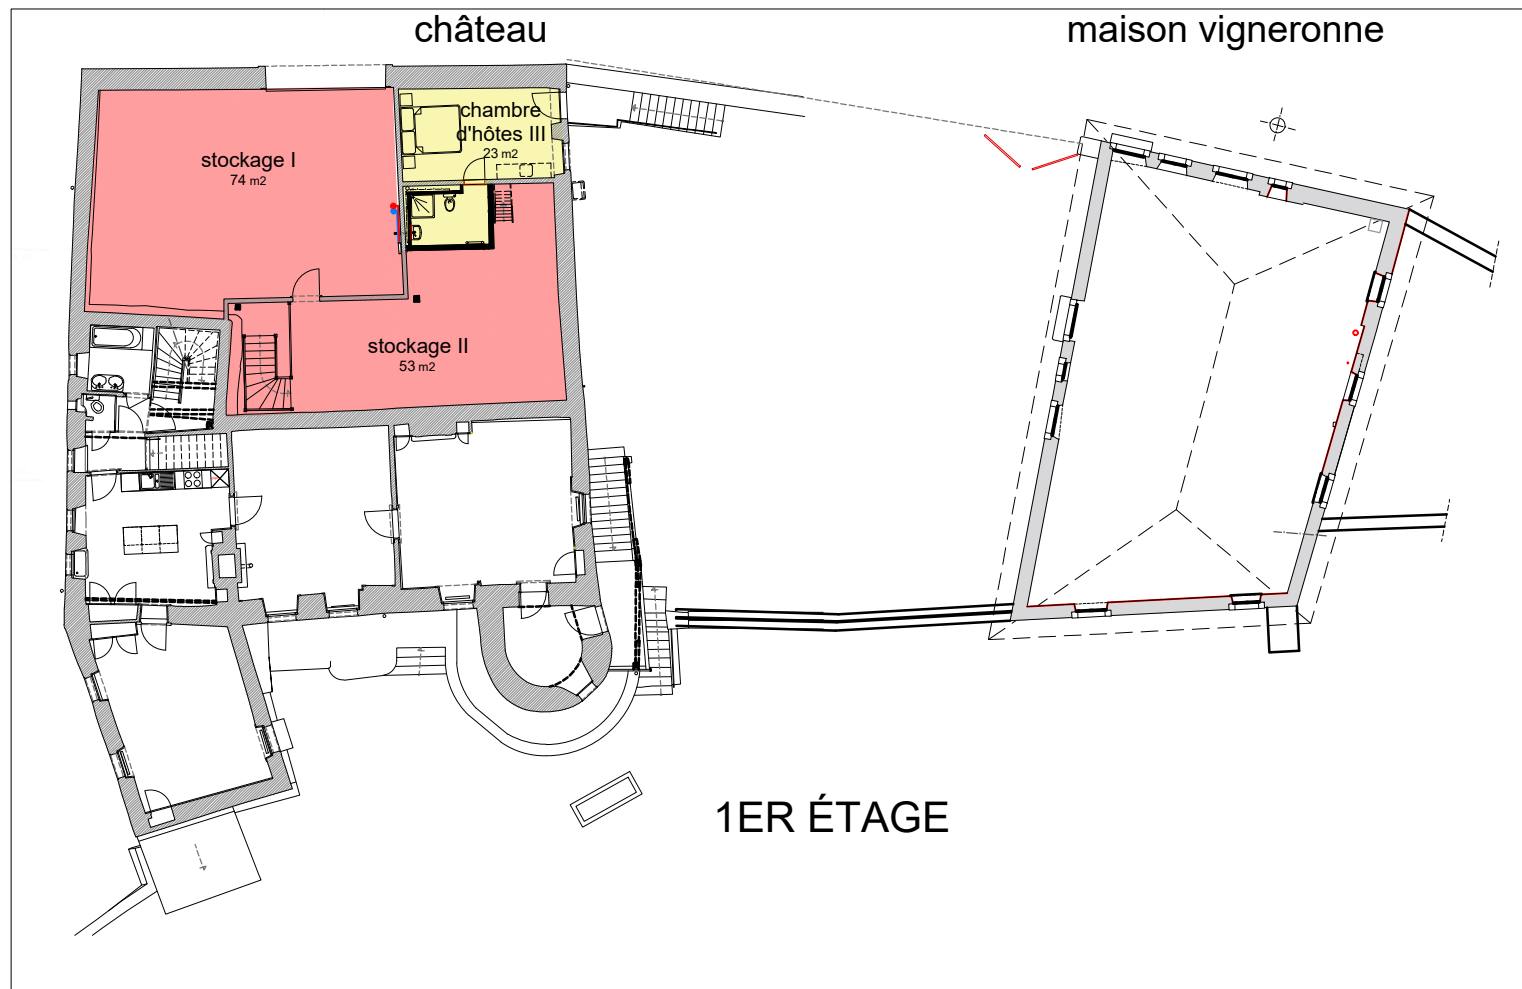 château
maison vigneronne
chambre
d'hôtes III
23 m2
stockage I
74 m2
stockage II
53 m2
1ER ÉTAGE